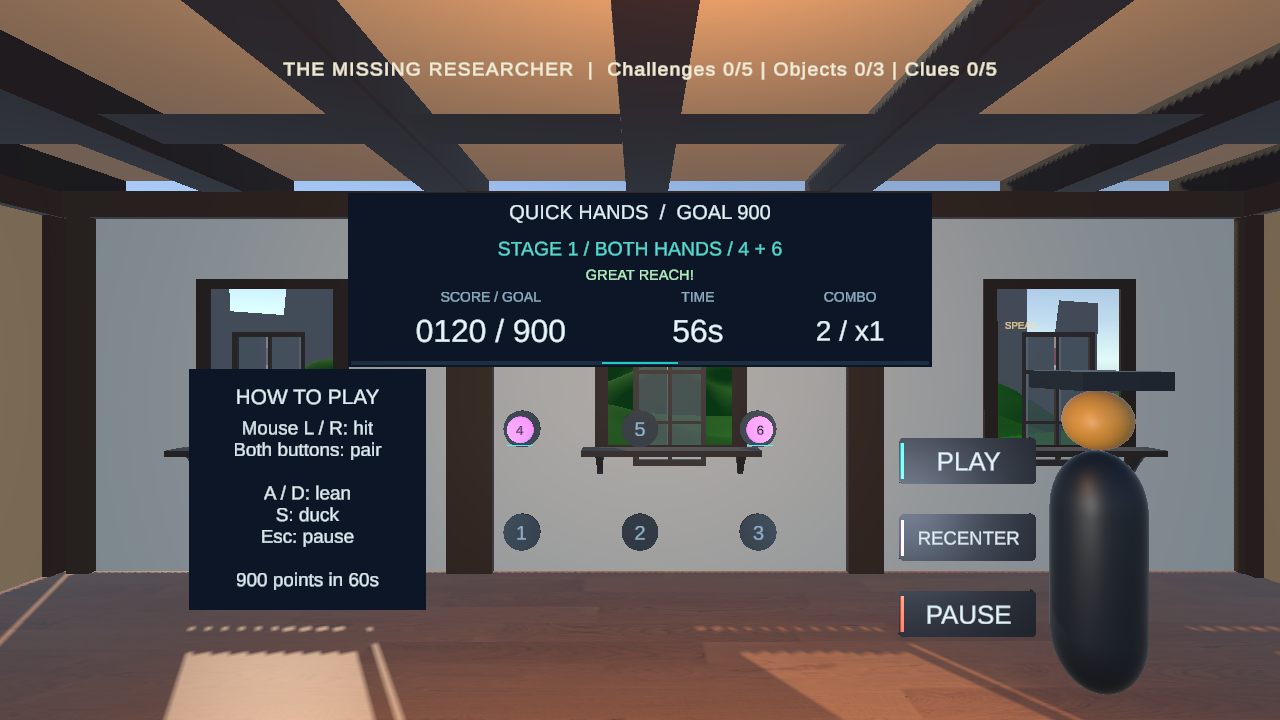 THE MISSING RESEARCHER | Challenges 0/5 | Objects 0/3 | Clues 0/5
QUICK HANDS / GOAL 900
STAGE 1 / BOTH HANDS / 4 + 6
GREAT REACH!
SCORE / GOAL TIME COMBO
0120 / 900 56s 2 / x1
HOW TO PLAY
Mouse L / R: hit
Both buttons: pair
A / D: lean
S: duck
Esc: pause
900 points in 60s
4 5 6
1 2 3
PLAY
RECENTER
PAUSE